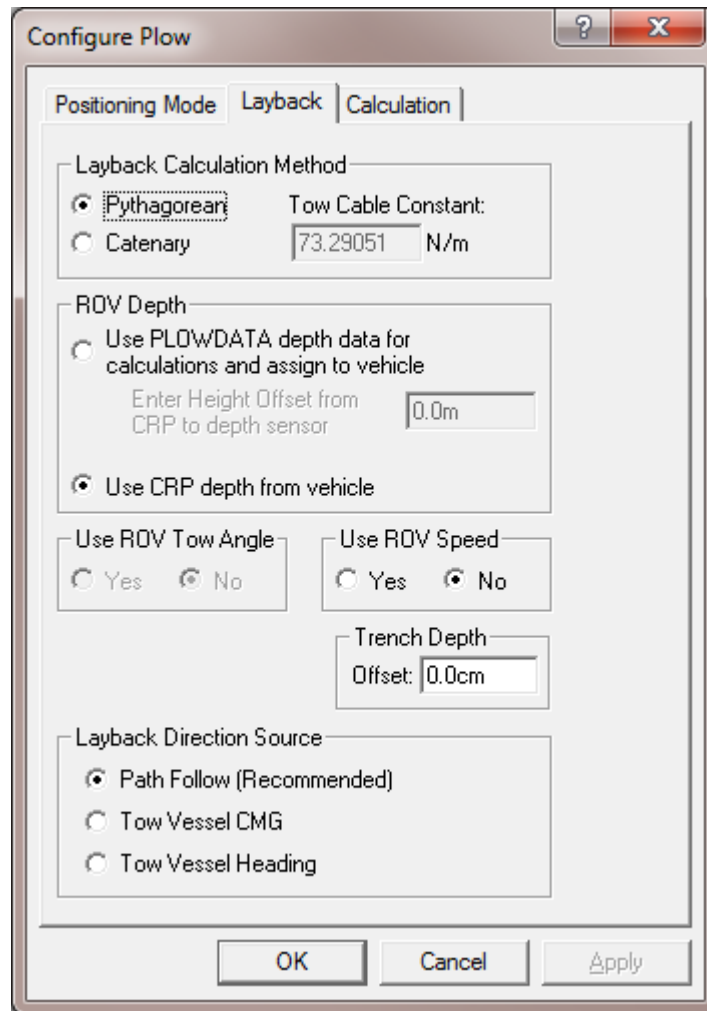 Configure Plow
?
Positioning Mode Layback Calculation
Layback Calculation Method
Pythagorean Tow Cable Constant:
Catenary 73.29051 N/m
ROV Depth
Use PLOWDATA depth data for
calculations and assign to vehicle
Enter Height Offset from
CRP to depth sensor
0.0m
Use CRP depth from vehicle
Use ROV Tow Angle Use ROV Speed
Yes No Yes No
Trench Depth
Offset: 0.0cm
Layback Direction Source
Path Follow (Recommended)
Tow Vessel CMG
Tow Vessel Heading
OK Cancel Apply